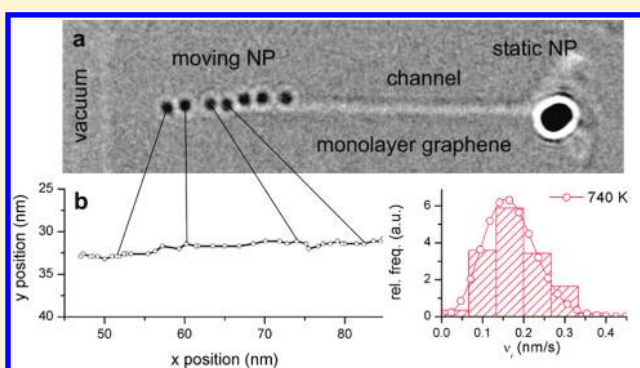 a
moving NP
static NP
vacuum
channel
monolayer graphene
b
25
30
35
40
y position (nm)
50
60
70
80
x position (nm)
6
4
2
0
rel. freq. (a.u.)
740 K
0.0
0.1
0.2
0.3
0.4
vᵢ (nm/s)